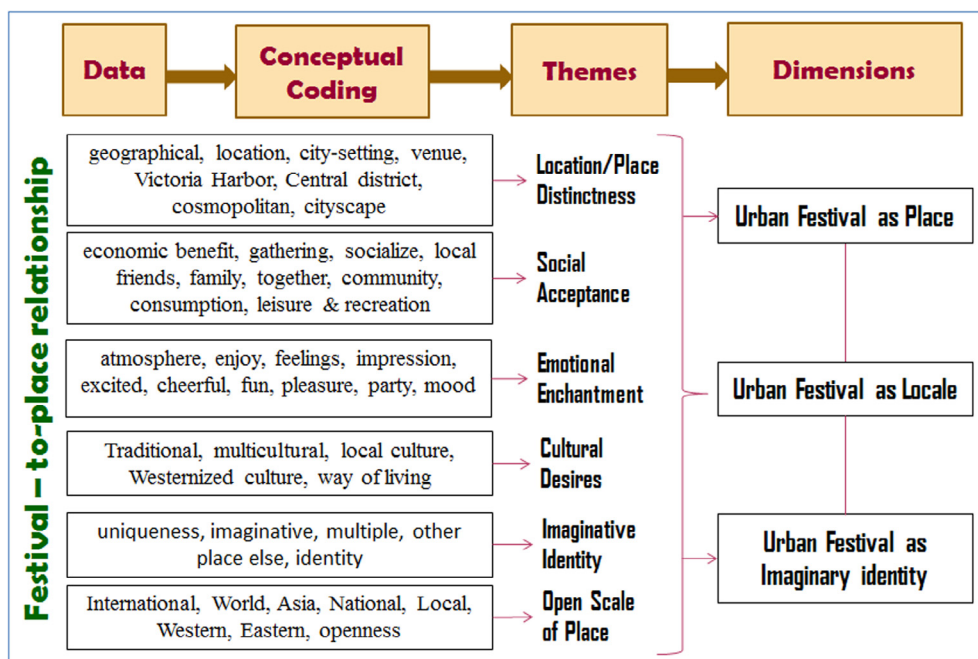 Data
Conceptual
Coding
Themes
Dimensions
Festival – to-place relationship
geographical, location, city-setting, venue,
Victoria Harbor, Central district,
cosmopolitan, cityscape
Location/Place
Distinctness
economic benefit, gathering, socialize, local
friends, family, together, community,
consumption, leisure & recreation
Social
Acceptance
atmosphere, enjoy, feelings, impression,
excited, cheerful, fun, pleasure, party, mood
Emotional
Enchantment
Traditional, multicultural, local culture,
Westernized culture, way of living
Cultural
Desires
uniqueness, imaginative, multiple, other
place else, identity
Imaginative
Identity
International, World, Asia, National, Local,
Western, Eastern, openness
Open Scale
of Place
Urban Festival as Place
Urban Festival as Locale
Urban Festival as
Imaginary identity